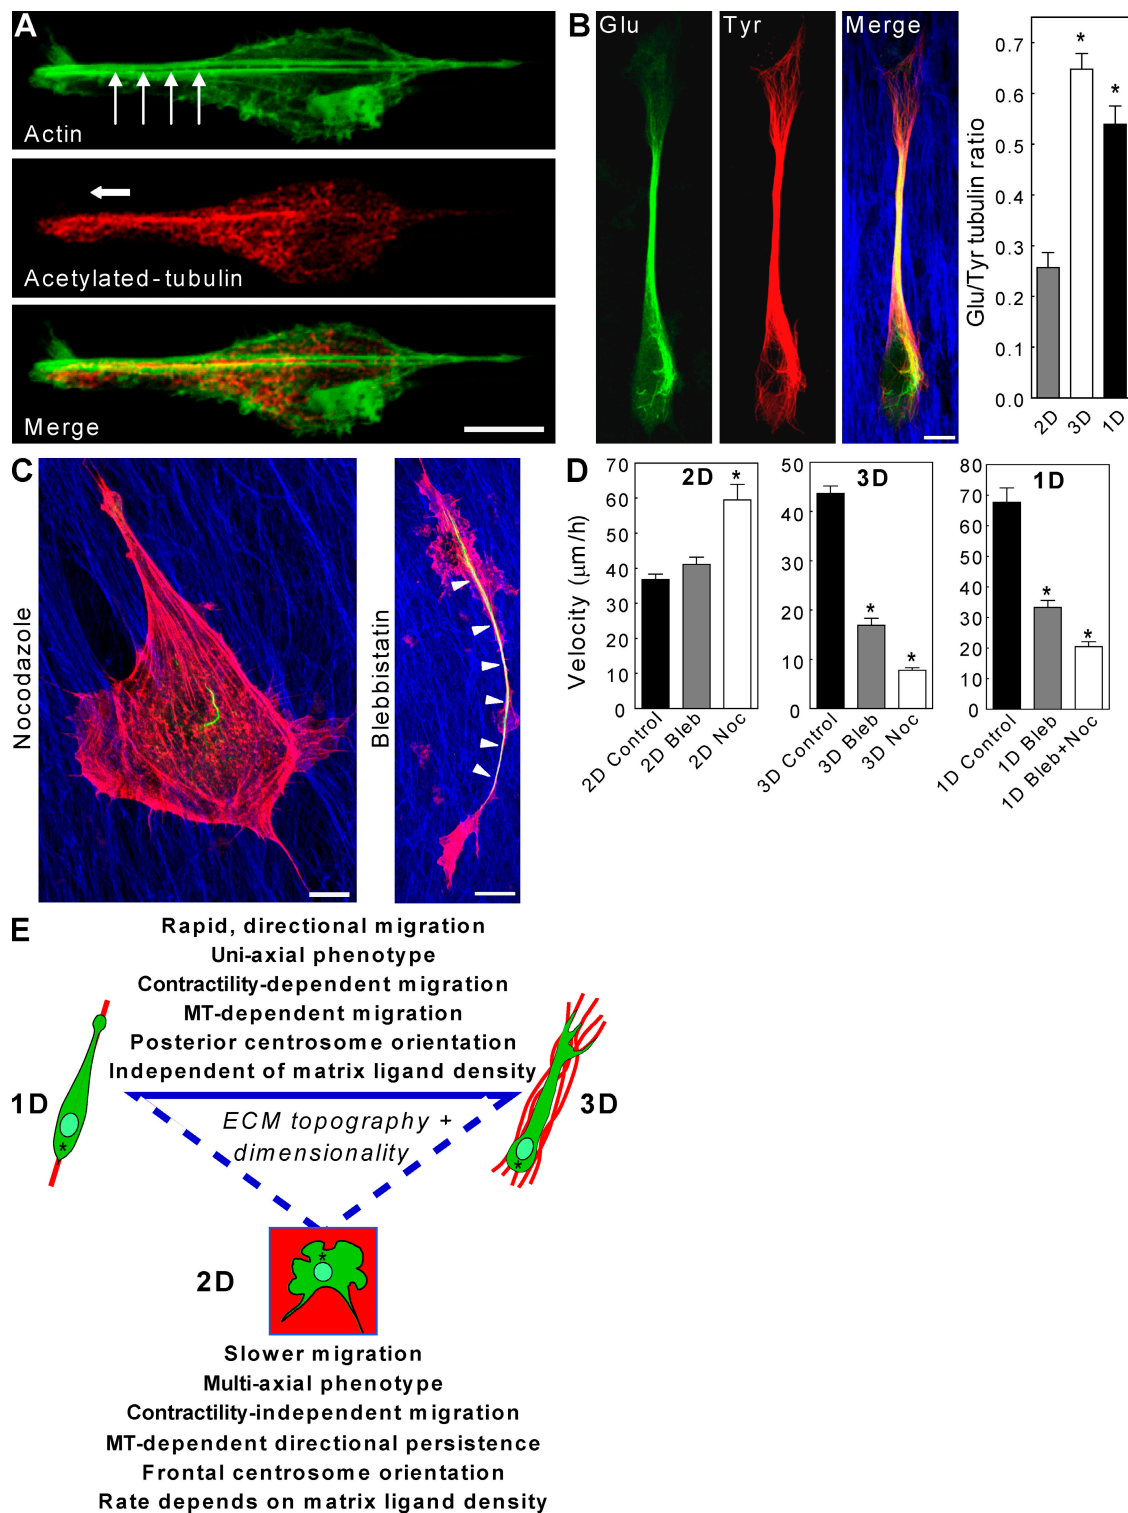 A
Actin
Acetylated-tubulin
Merge
B
Glu
Tyr
Merge
Glu/Tyr tubulin ratio
0.7
0.6
0.5
0.4
0.3
0.2
0.1
0.0
2D
3D
1D
C
Nocodazole
Blebbistatin
D
Velocity (μm/h)
2D
*
70
60
50
40
30
20
10
0
2D Control
2D Bleb
2D Noc
3D
50
40
30
20
10
0
3D Control
3D Bleb
3D Noc
1D
80
70
60
50
40
30
20
10
0
1D Control
1D Bleb
1D Bleb+Noc
E
Rapid, directional migration
Uni-axial phenotype
Contractility-dependent migration
MT-dependent migration
Posterior centrosome orientation
Independent of matrix ligand density
1D
3D
ECM topography +
dimensionality
2D
Slower migration
Multi-axial phenotype
Contractility-independent migration
MT-dependent directional persistence
Frontal centrosome orientation
Rate depends on matrix ligand density